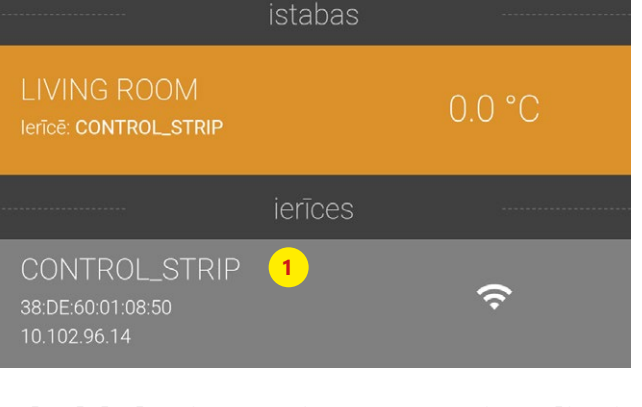 istabas
LIVING ROOM
0.0 °C
Ierīcē: CONTROL_STRIP
ierīces
CONTROL_STRIP
1
38:DE:60:01:08:50
10.102.96.14